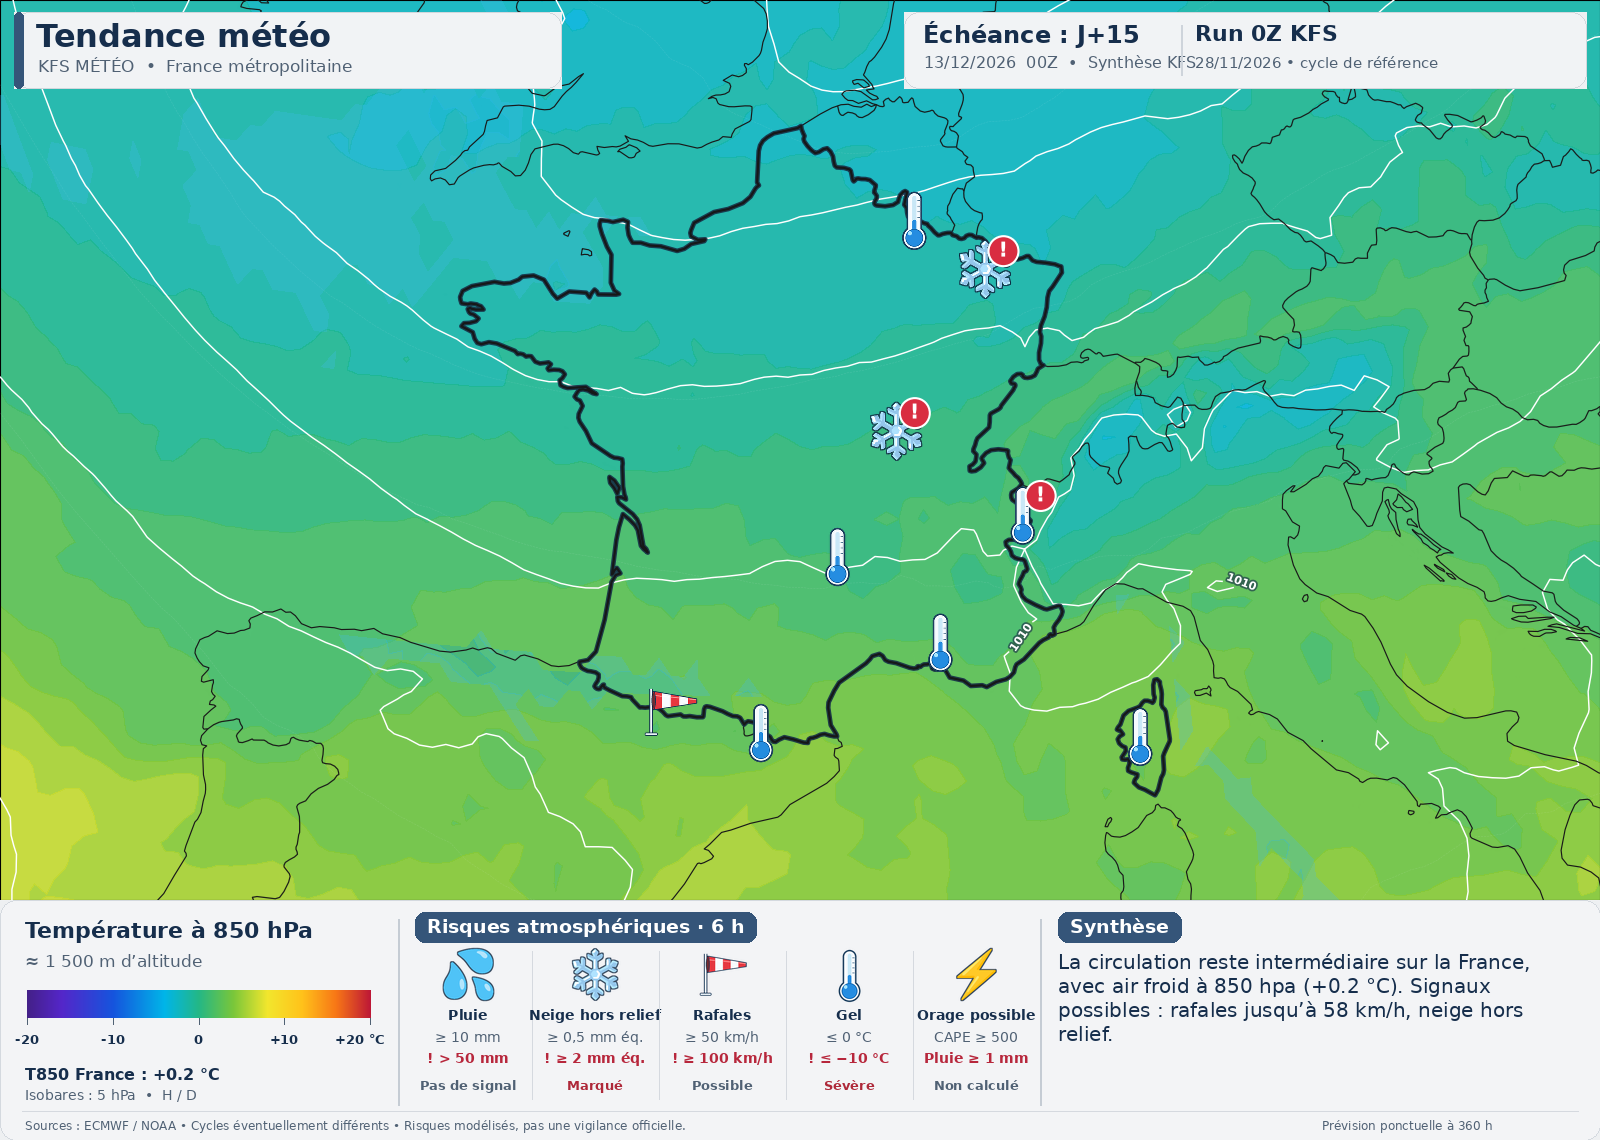 Tendance météo
KFS MÉTÉO • France métropolitaine
Échéance : J+15
13/12/2026 00Z • Synthèse KFS
Run 0Z KFS
28/11/2026 • cycle de référence
!
!
!
1010
1010
Température à 850 hPa
≈ 1 500 m d’altitude
-20 -10 0 +10 +20 °C
T850 France : +0.2 °C
Isobares : 5 hPa • H / D
Risques atmosphériques · 6 h
Pluie
≥ 10 mm
! > 50 mm
Pas de signal
Neige hors relief
≥ 0,5 mm éq.
! ≥ 2 mm éq.
Marqué
Rafales
≥ 50 km/h
! ≥ 100 km/h
Possible
Gel
≤ 0 °C
! ≤ −10 °C
Sévère
Orage possible
CAPE ≥ 500
Pluie ≥ 1 mm
Non calculé
Synthèse
La circulation reste intermédiaire sur la France,
avec air froid à 850 hpa (+0.2 °C). Signaux
possibles : rafales jusqu’à 58 km/h, neige hors
relief.
Sources : ECMWF / NOAA • Cycles éventuellement différents • Risques modélisés, pas une vigilance officielle.
Prévision ponctuelle à 360 h